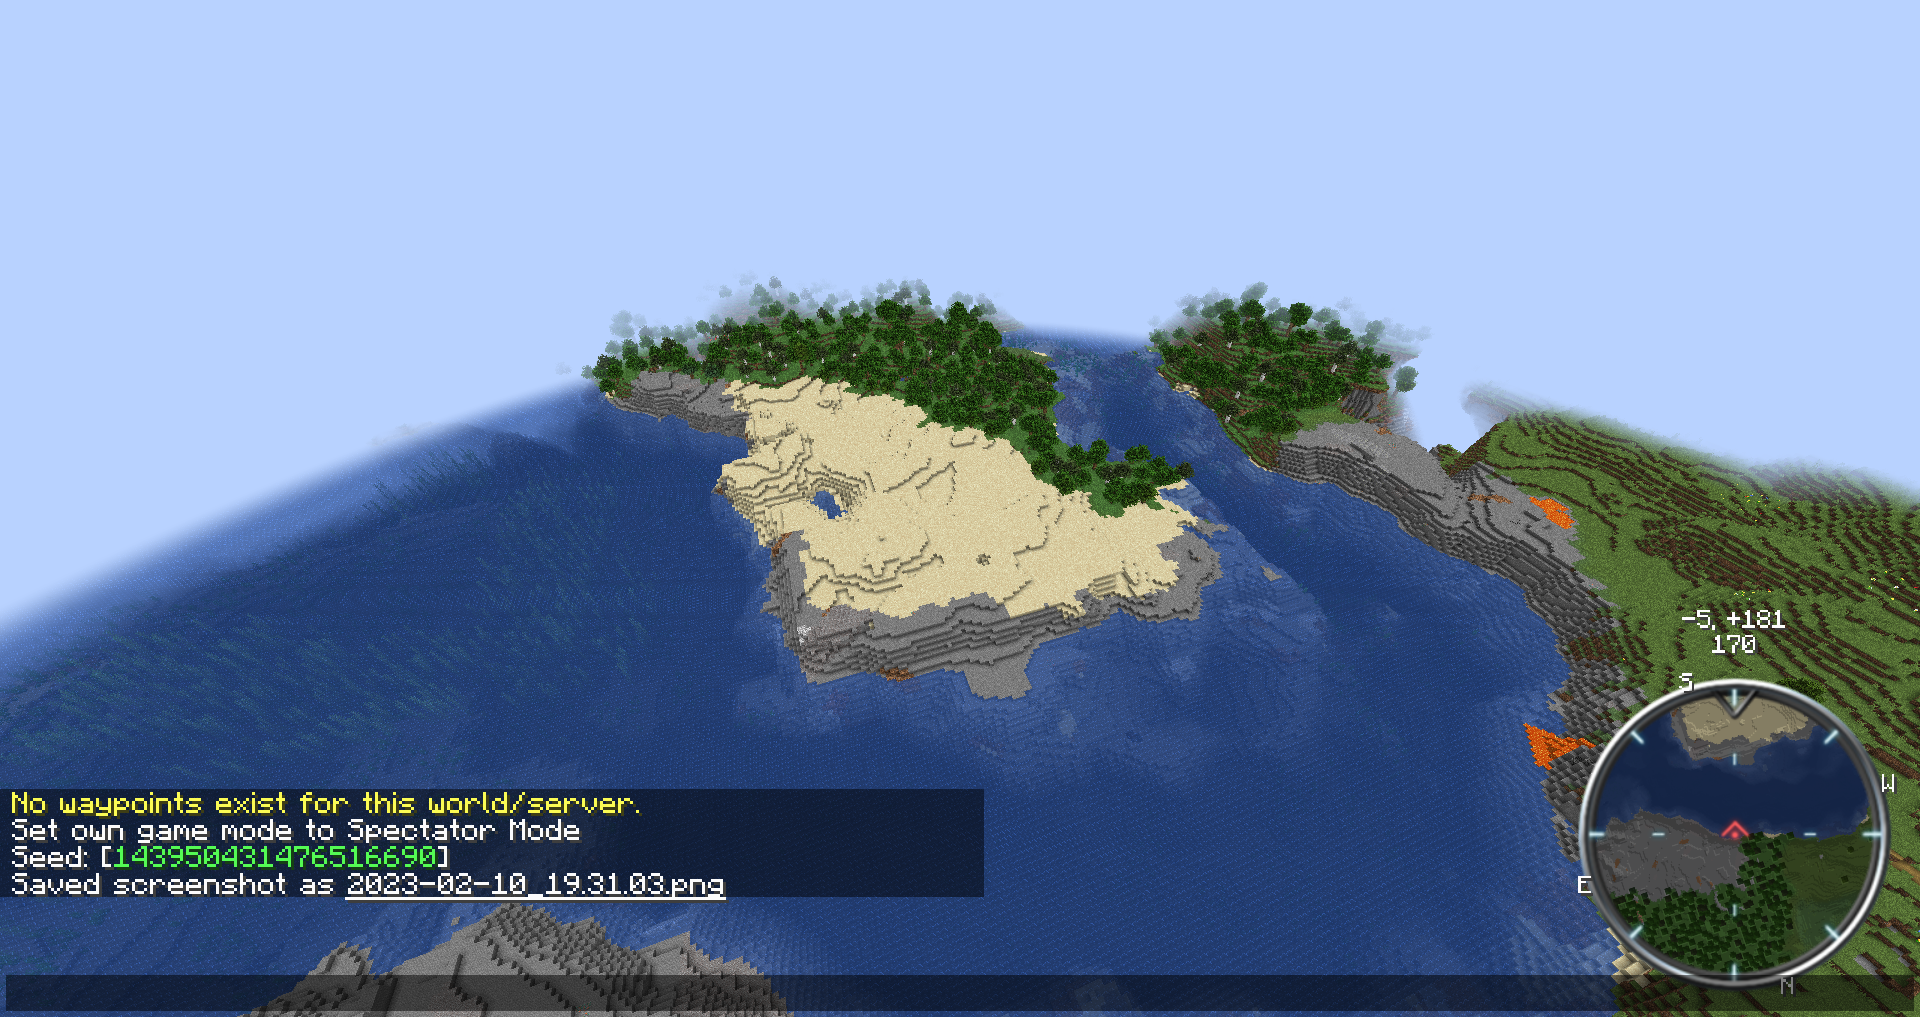 -5, +181
170
S
W
No waypoints exist for this world/server.
Set own game mode to Spectator Mode
Seed: [143950431476516690]
Saved screenshot as 2023-02-10_19.31.03.png
E
N